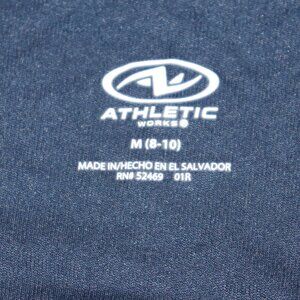 ATHLETIC
WORKS®
M (8-10)
MADE IN/HECHO EN EL SALVADOR
RN# 52469 01R